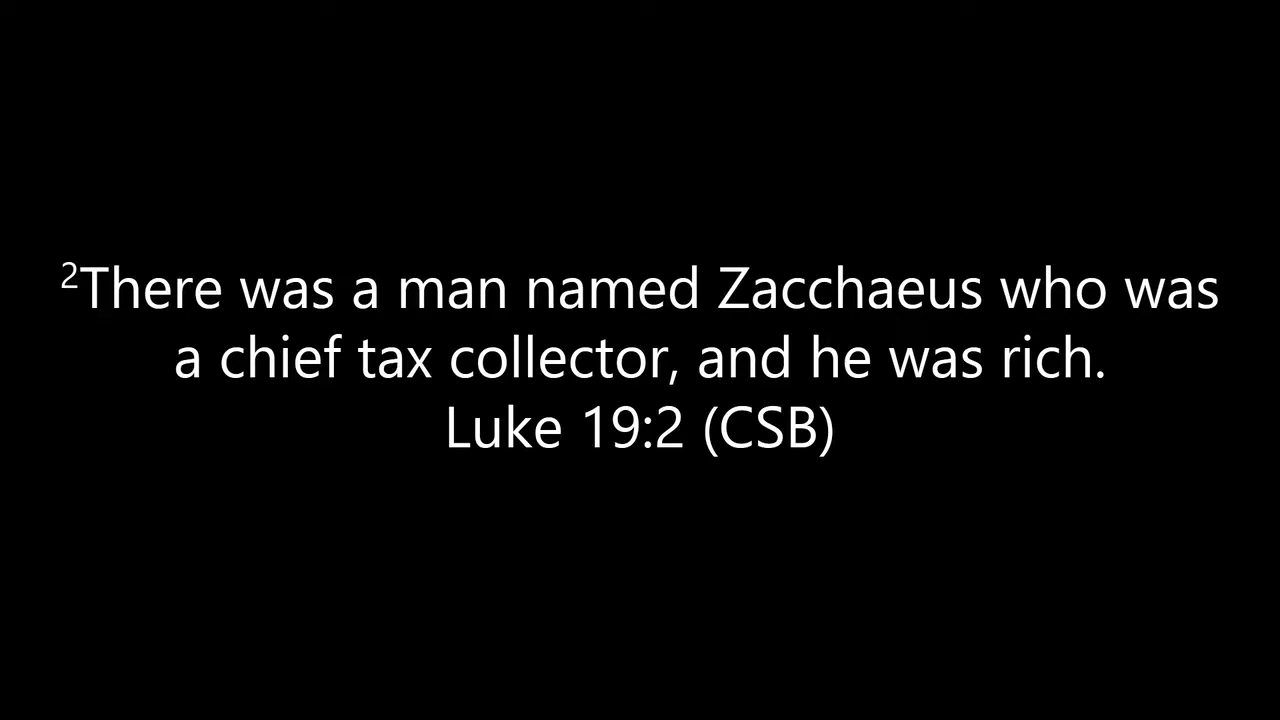 ²There was a man named Zacchaeus who was
a chief tax collector, and he was rich.
Luke 19:2 (CSB)